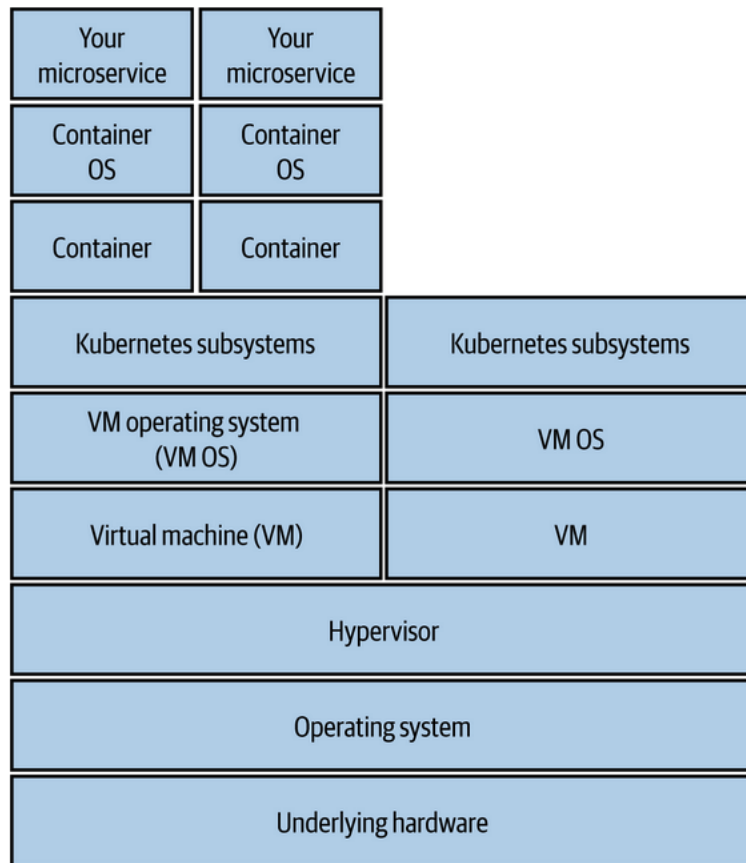 Your
microservice
Your
microservice
Container
OS
Container
OS
Container
Container
Kubernetes subsystems
Kubernetes subsystems
VM operating system
(VM OS)
VM OS
Virtual machine (VM)
VM
Hypervisor
Operating system
Underlying hardware